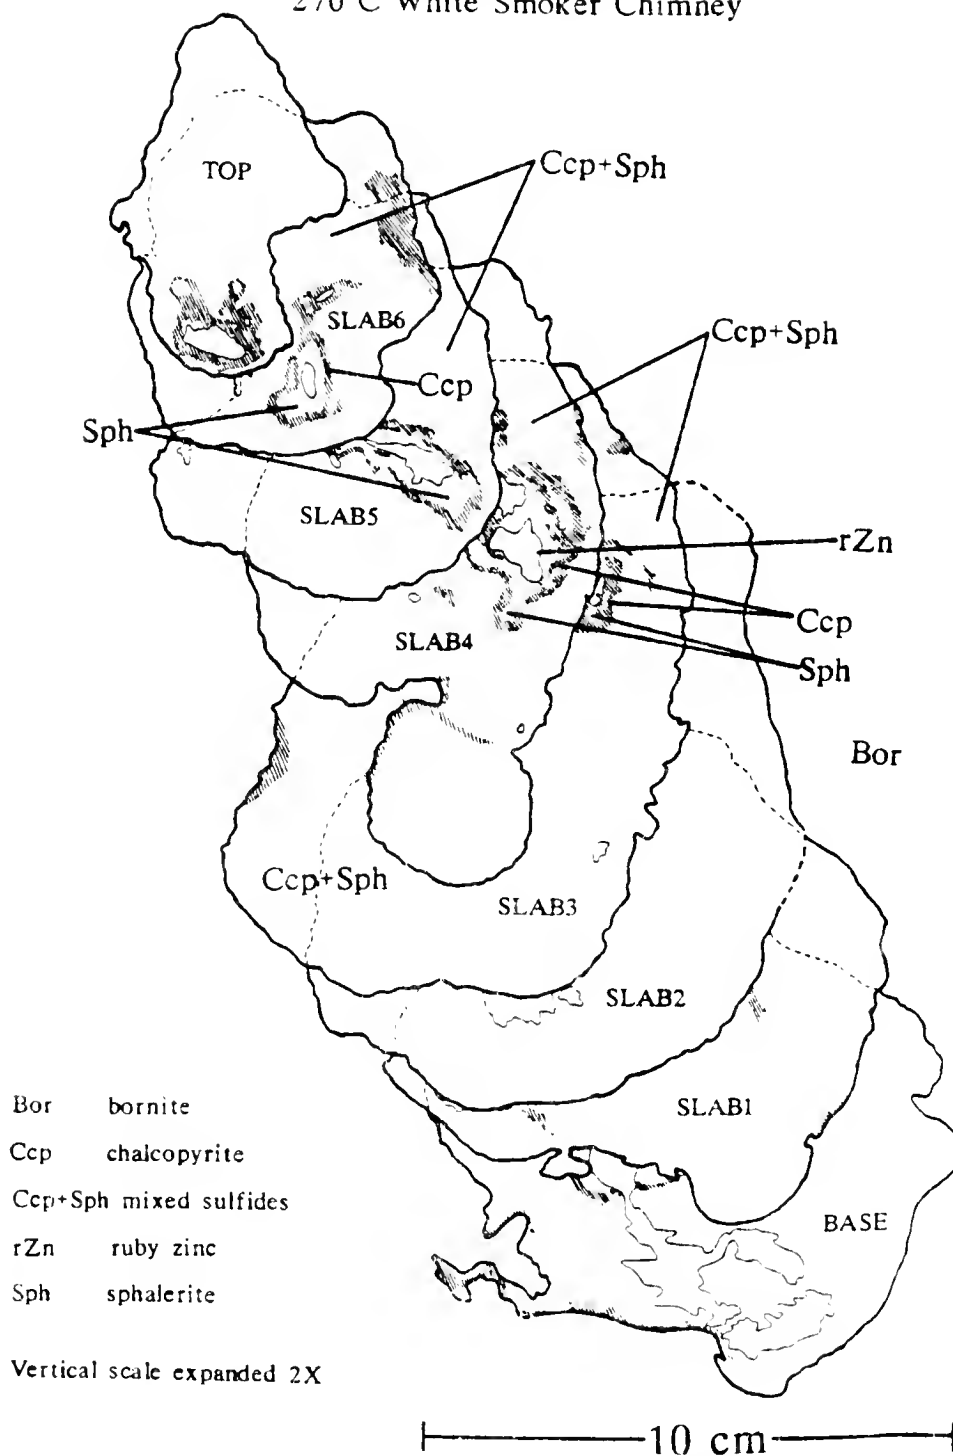 270 C White Smoker Chimney
TOP
Ccp+Sph
SLAB6
Ccp+Sph
Ccp
Sph
SLAB5
rZn
Ccp
SLAB4
Sph
Bor
Ccp+Sph
SLAB3
SLAB2
SLAB1
BASE
Bor bornite
Ccp chalcopyrite
Ccp+Sph mixed sulfides
rZn ruby zinc
Sph sphalerite
Vertical scale expanded 2X
10 cm